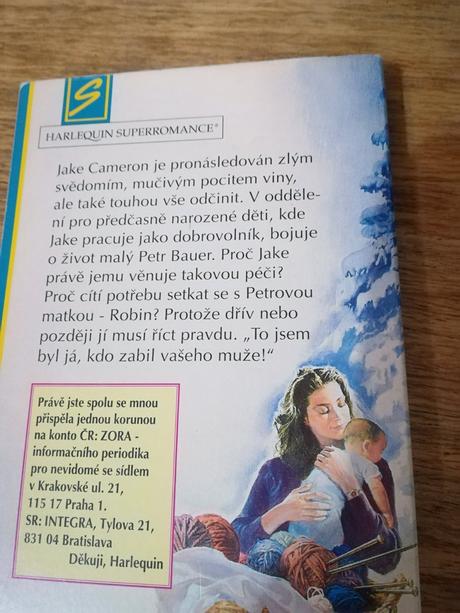 S
HARLEQUIN SUPERROMANCE®
Jake Cameron je pronásledován zlým
svědomím, mučivým pocitem viny,
ale také touhou vše odčinit. V odděle-
ní pro předčasně narozené děti, kde
Jake pracuje jako dobrovolník, bojuje
o život malý Petr Bauer. Proč Jake
právě jemu věnuje takovou péči?
Proč cítí potřebu setkat se s Petrovou
matkou - Robin? Protože dřív nebo
později jí musí říct pravdu. „To jsem
byl já, kdo zabil vašeho muže!“
Právě jste spolu se mnou
přispěla jednou korunou
na konto ČR: ZORA -
informačního periodika
pro nevidomé se sídlem
v Krakovské ul. 21,
115 17 Praha 1.
SR: INTEGRA, Tylova 21,
831 04 Bratislava
Děkuji, Harlequin